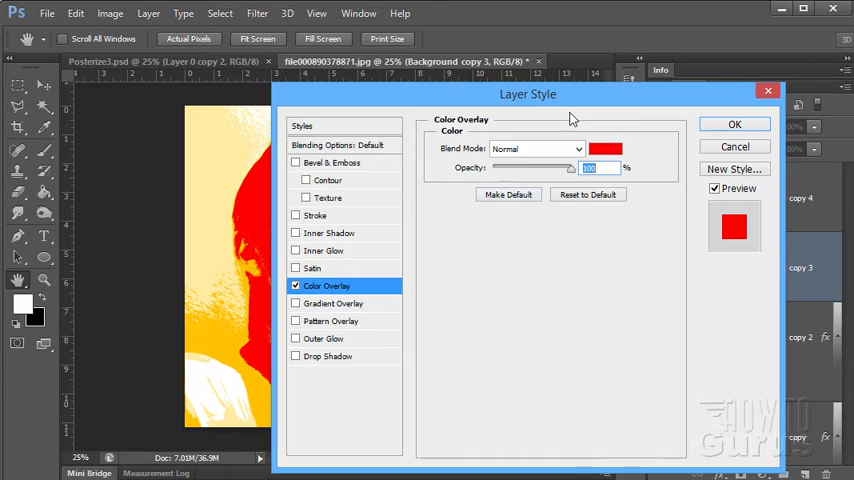 Ps File Edit Image Layer Type Select Filter 3D View Window Help
Scroll All Windows Actual Pixels Fit Screen Fill Screen Print Size 3D
Posterize3.psd @ 25% (Layer 0 copy 2, RGB/8) × file000890378871.jpg @ 25% (Background copy 3, RGB/8) * × Info
Layer Style
Styles
Blending Options: Default
Bevel & Emboss
Contour
Texture
Stroke
Inner Shadow
Inner Glow
Satin
Color Overlay
Gradient Overlay
Pattern Overlay
Outer Glow
Drop Shadow
Color Overlay
Color
Blend Mode: Normal
Opacity: 100 %
Make Default Reset to Default
OK
Cancel
New Style...
Preview
copy 4
copy 3
copy 2 fx
copy fx
HOW TO
Gurus
25% Doc: 7.01M/36.9M
Mini Bridge Measurement Log